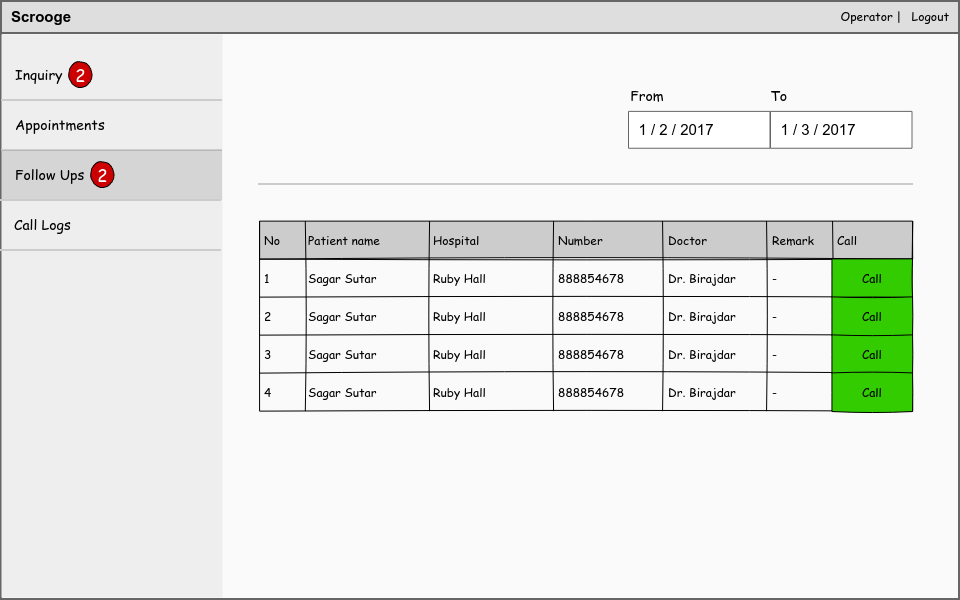 Scrooge
Operator | Logout
Inquiry 2
Appointments
Follow Ups 2
Call Logs
From To
1 / 2 / 2017 1 / 3 / 2017
No Patient name Hospital Number Doctor Remark Call
1 Sagar Sutar Ruby Hall 888854678 Dr. Birajdar - Call
2 Sagar Sutar Ruby Hall 888854678 Dr. Birajdar - Call
3 Sagar Sutar Ruby Hall 888854678 Dr. Birajdar - Call
4 Sagar Sutar Ruby Hall 888854678 Dr. Birajdar - Call